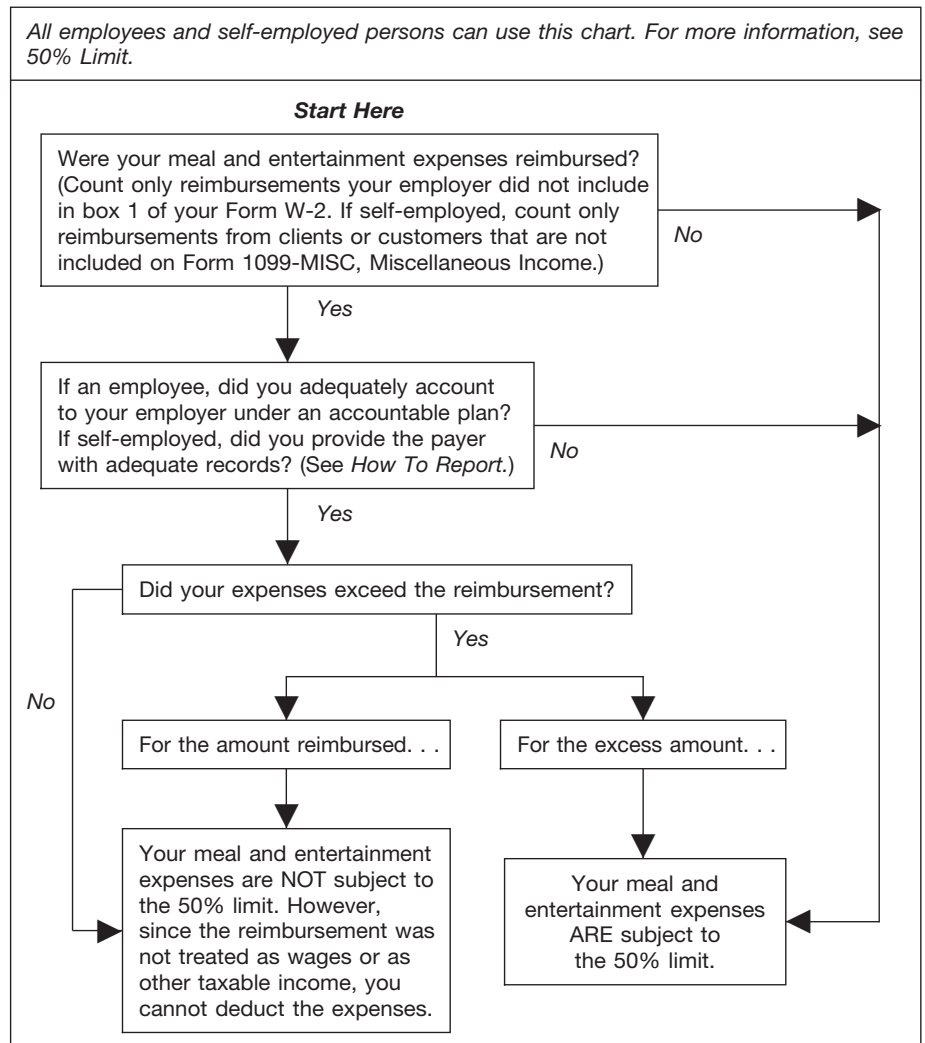 All employees and self-employed persons can use this chart. For more information, see
50% Limit.
Start Here
Were your meal and entertainment expenses reimbursed?
(Count only reimbursements your employer did not include
in box 1 of your Form W-2. If self-employed, count only
reimbursements from clients or customers that are not
included on Form 1099-MISC, Miscellaneous Income.)
No
Yes
If an employee, did you adequately account
to your employer under an accountable plan?
If self-employed, did you provide the payer
with adequate records? (See How To Report.)
No
Yes
Did your expenses exceed the reimbursement?
Yes
No
For the amount reimbursed. . .
For the excess amount. . .
Your meal and entertainment
expenses are NOT subject to
the 50% limit. However,
since the reimbursement was
not treated as wages or as
other taxable income, you
cannot deduct the expenses.
Your meal and
entertainment expenses
ARE subject to
the 50% limit.